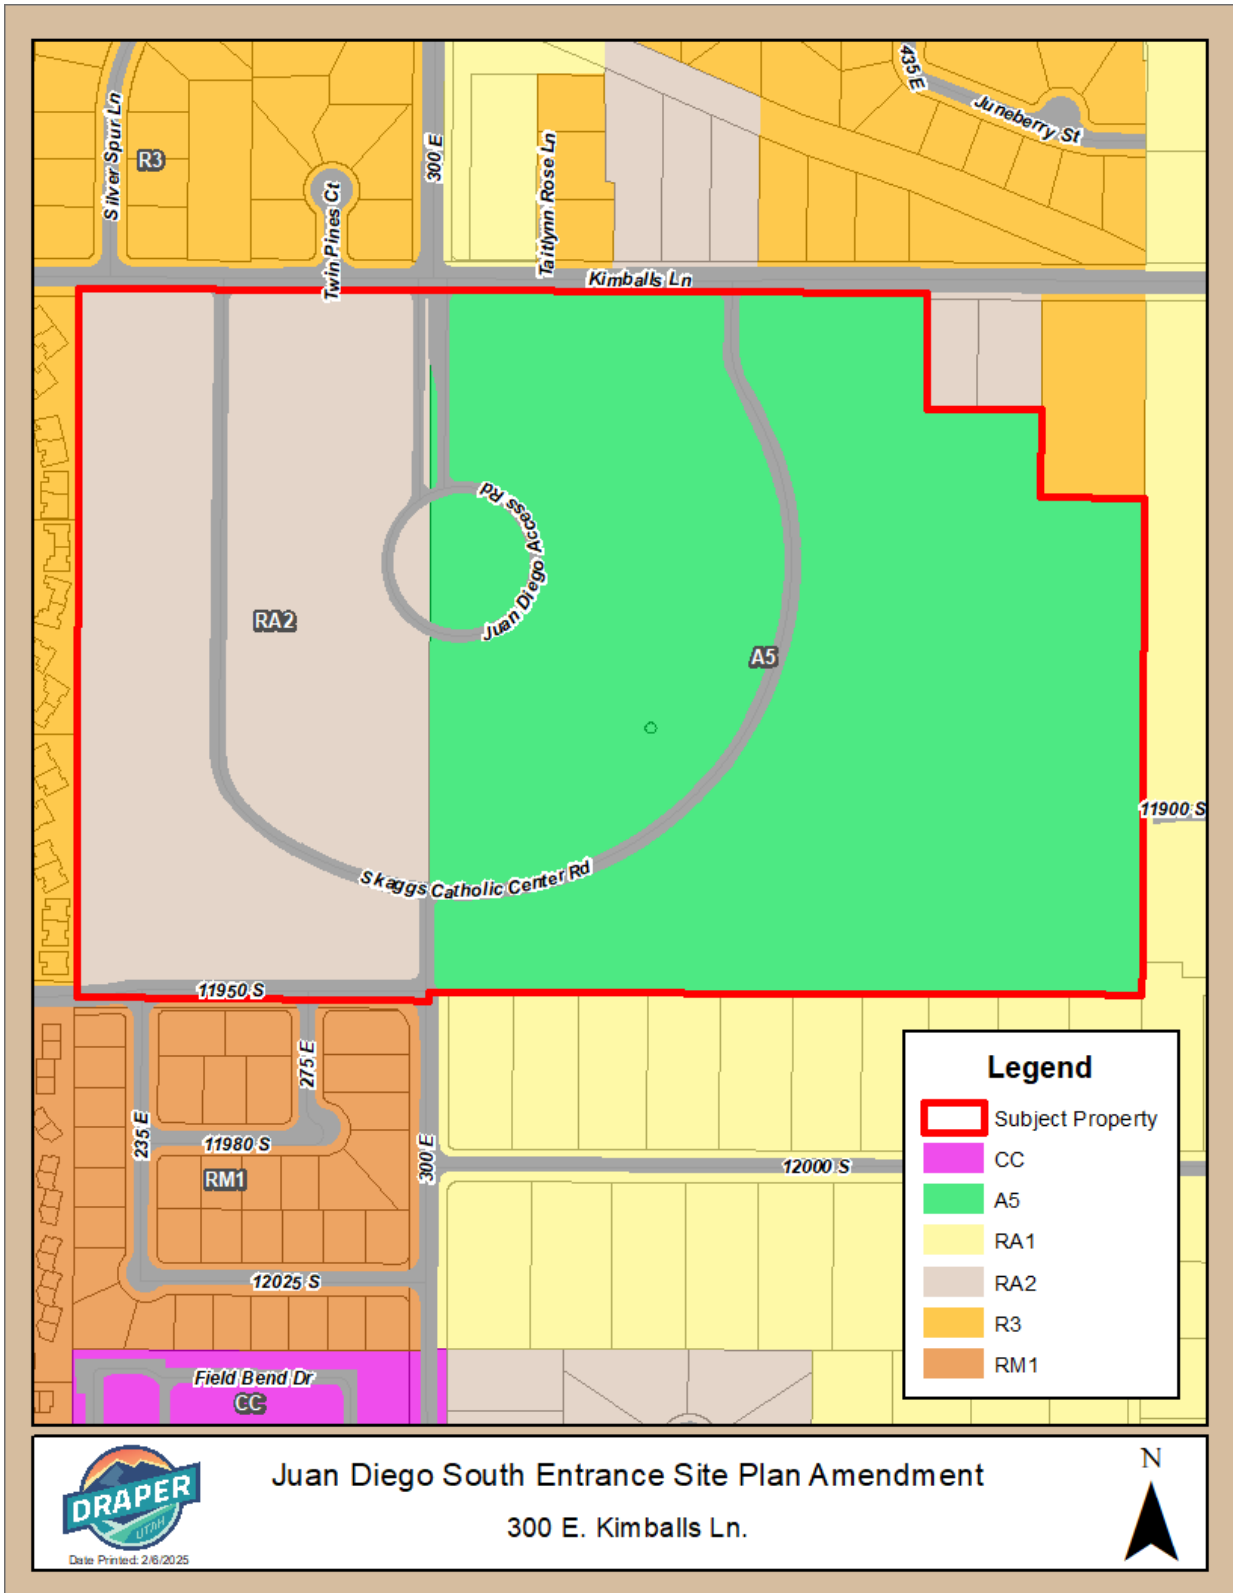 435 E
Juneberry St
Silver Spur Ln
R3
300 E
Taitlynn Rose Ln
Twin Pines Ct
Kimballs Ln
Juan Diego Access Rd
RA2
A5
11900 S
Skaggs Catholic Center Rd
11950 S
275 E
235 E
11980 S
300 E
12000 S
RM1
12025 S
Field Bend Dr
CC
Legend
Subject Property
CC
A5
RA1
RA2
R3
RM1
DRAPER
UTAH
Date Printed: 2/6/2025
Juan Diego South Entrance Site Plan Amendment
300 E. Kimballs Ln.
N